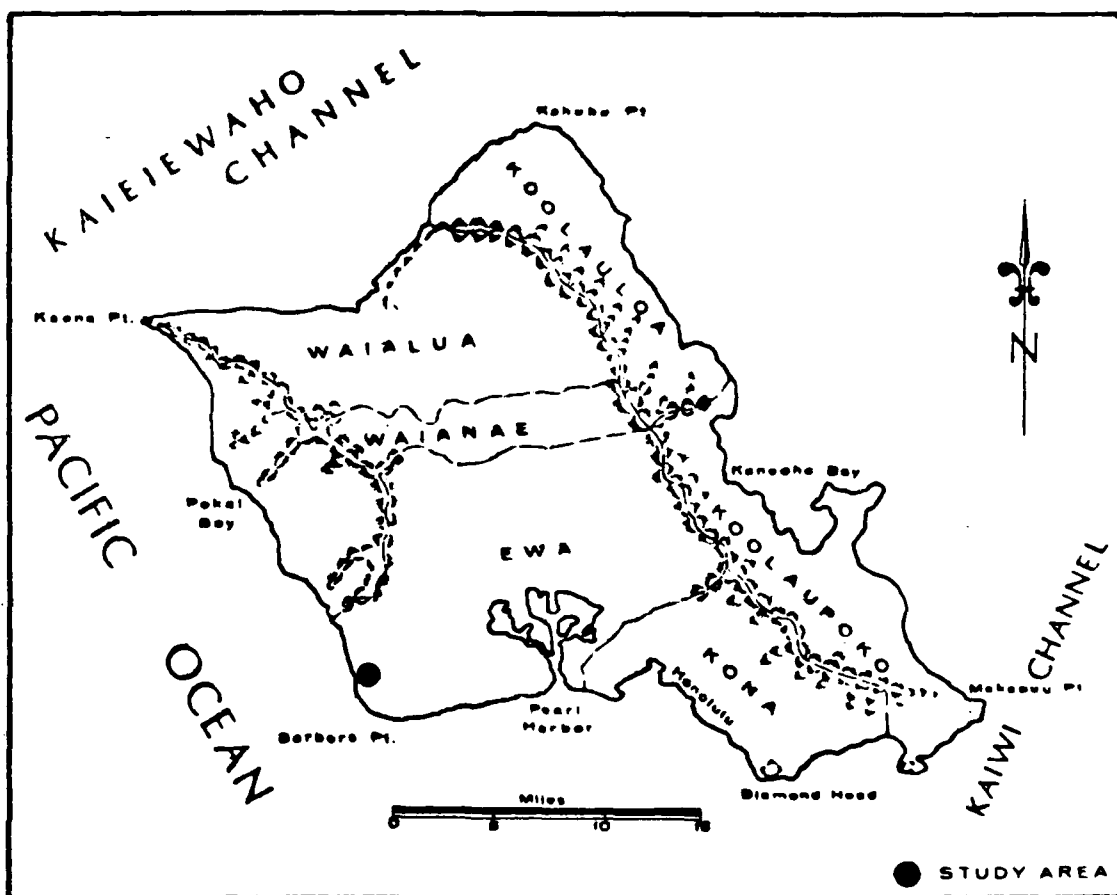 KAIEIEWAHO
CHANNEL
Kahuku Pt
KOOLAULOA
Kaena Pt.
WAIALUA
N
PACIFIC
OCEAN
WAIANAE
Pokai
Bay
Kaneohe Bay
EWA
KOOLAUPOKO
KONA
Honolulu
CHANNEL
KAIWI
Makapuu Pt
Pearl
Harbor
Barbers Pt.
Diamond Head
Miles
0 5 10 15
STUDY AREA